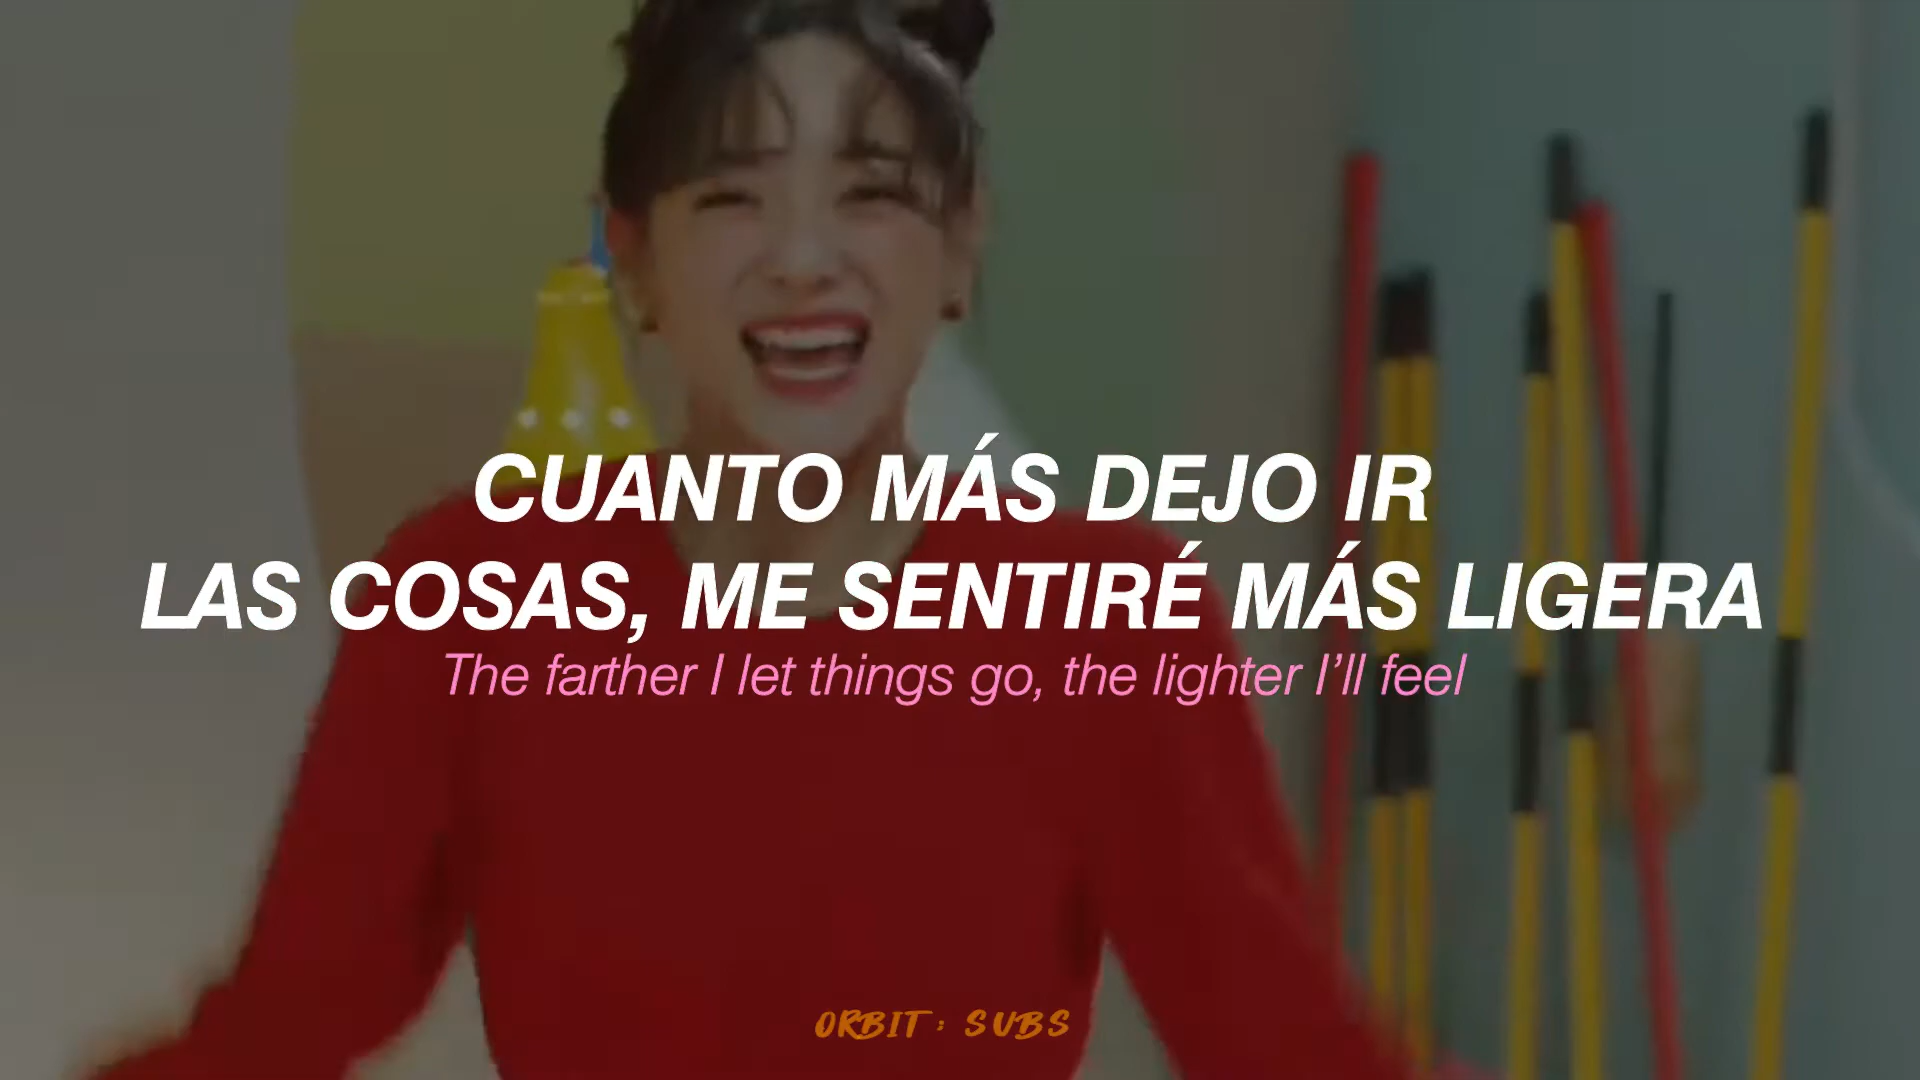 CUANTO MÁS DEJO IR
LAS COSAS, ME SENTIRÉ MÁS LIGERA
The farther I let things go, the lighter I’ll feel
ORBIT; SUBS